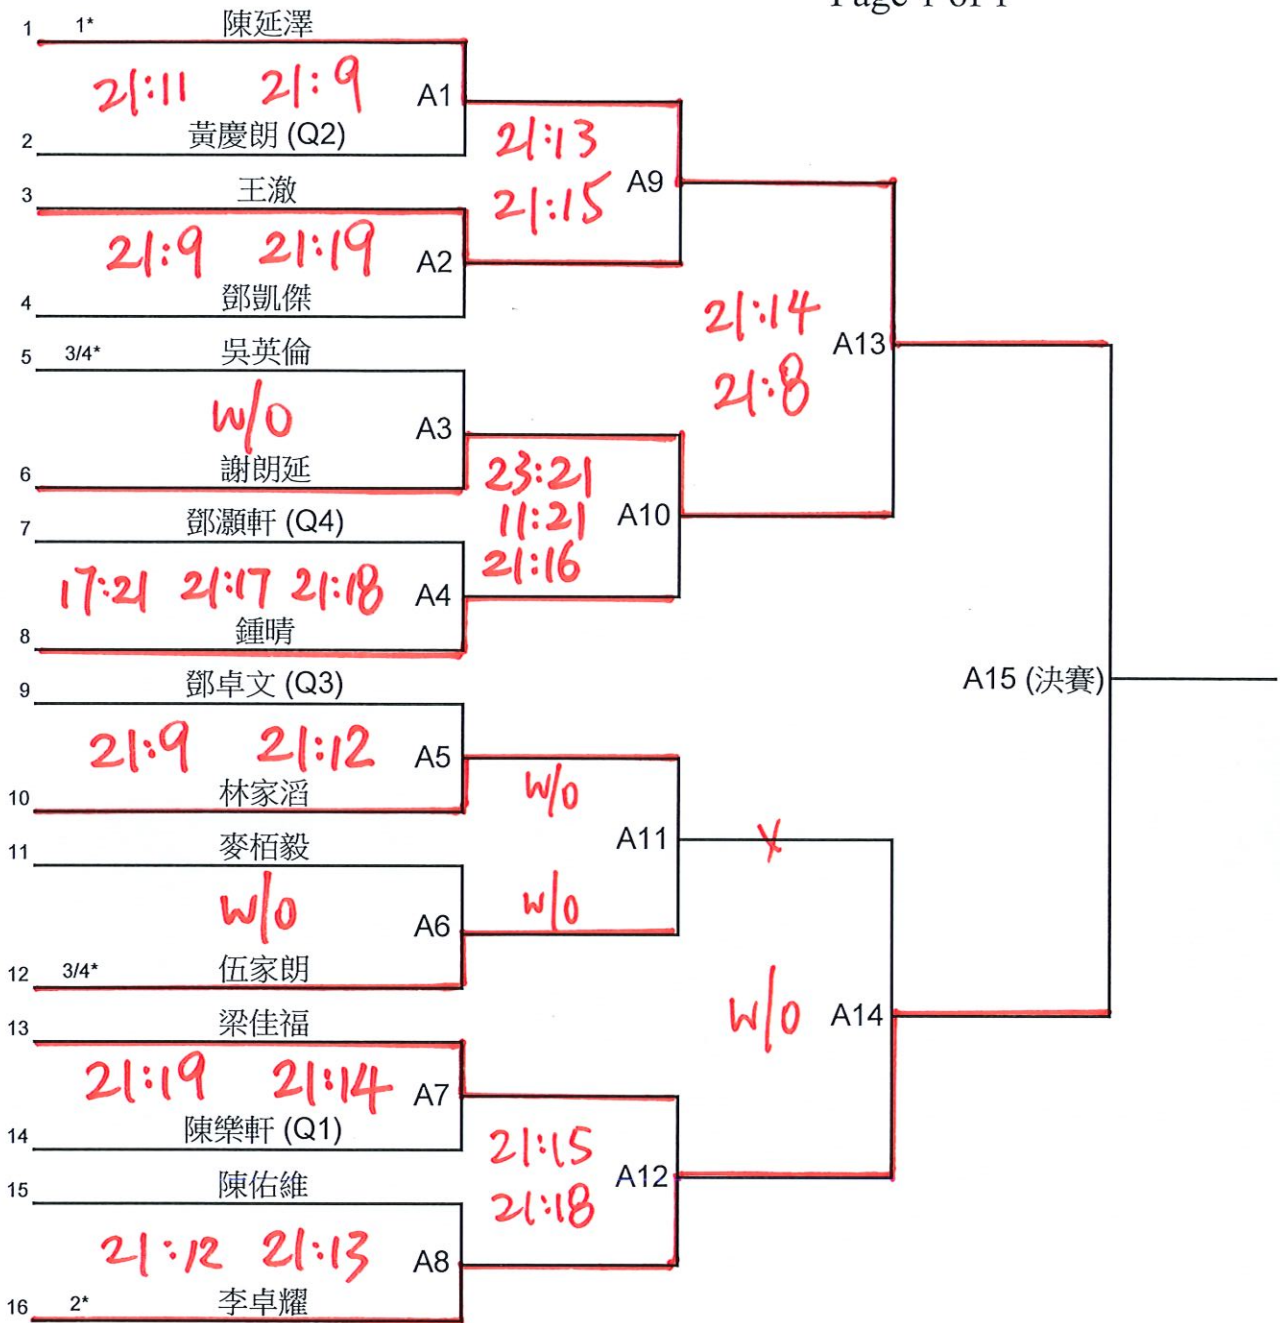 Page 1 of 1
1 1* 陳延澤
21:11 21:9 A1
2 黃慶朗 (Q2)
21:13
21:15 A9
3 王澈
21:9 21:19 A2
4 鄧凱傑
21:14
21:8 A13
5 3/4* 吳英倫
W/O A3
6 謝朗延
23:21
11:21 A10
21:16
7 鄧灝軒 (Q4)
17:21 21:17 21:18 A4
8 鍾晴
A15 (決賽)
9 鄧卓文 (Q3)
21:9 21:12 A5
10 林家滔
W/O
A11 X
W/O
11 麥栢毅
W/O A6
12 3/4* 伍家朗
W/O A14
13 梁佳福
21:19 21:14 A7
14 陳樂軒 (Q1)
21:15
21:18 A12
15 陳佑維
21:12 21:13 A8
16 2* 李卓耀